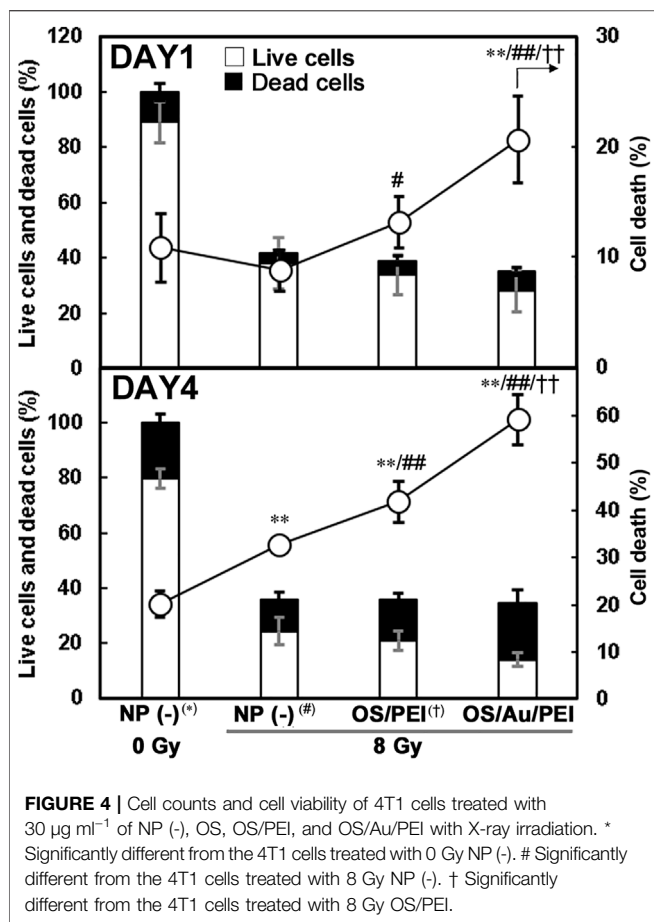 120
100
80
60
40
20
0
Live cells and dead cells (%)
DAY1
Live cells
Dead cells
#
**/##/††
30
20
10
0
Cell death (%)
100
80
60
40
20
0
Live cells and dead cells (%)
DAY4
**
**/##
**/##/††
60
50
40
30
20
10
0
Cell death (%)
NP (-)(*) NP (-)(#) OS/PEI(†) OS/Au/PEI
0 Gy 8 Gy
FIGURE 4 | Cell counts and cell viability of 4T1 cells treated with
30 μg ml−1 of NP (-), OS, OS/PEI, and OS/Au/PEI with X-ray irradiation. *
Significantly different from the 4T1 cells treated with 0 Gy NP (-). # Significantly
different from the 4T1 cells treated with 8 Gy NP (-). † Significantly
different from the 4T1 cells treated with 8 Gy OS/PEI.